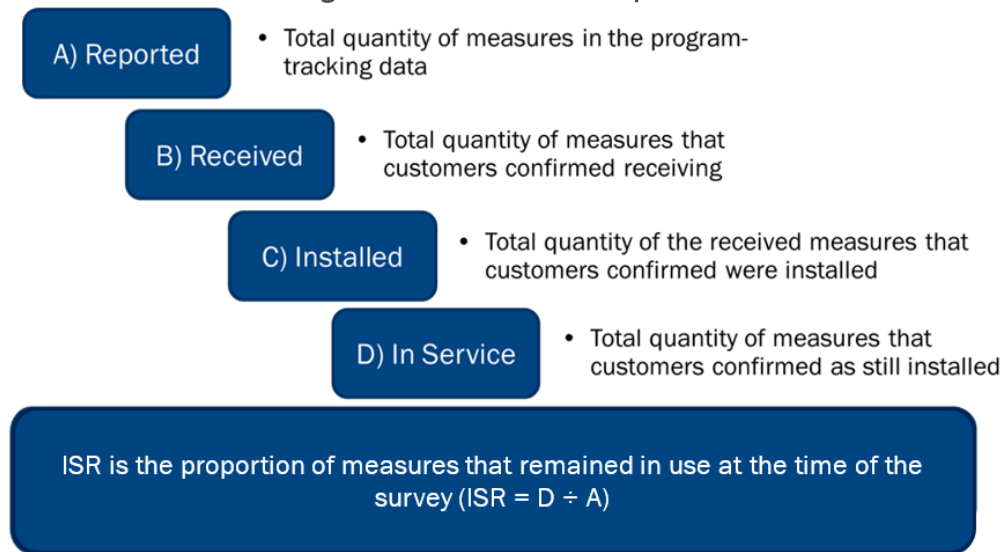 A) Reported
• Total quantity of measures in the program-
tracking data
B) Received
• Total quantity of measures that
customers confirmed receiving
C) Installed
• Total quantity of the received measures that
customers confirmed were installed
D) In Service
• Total quantity of measures that
customers confirmed as still installed
ISR is the proportion of measures that remained in use at the time of the
survey (ISR = D ÷ A)